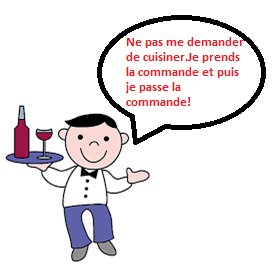 Ne pas me demander
de cuisiner.Je prends
la commande et puis
je passe la
commande!